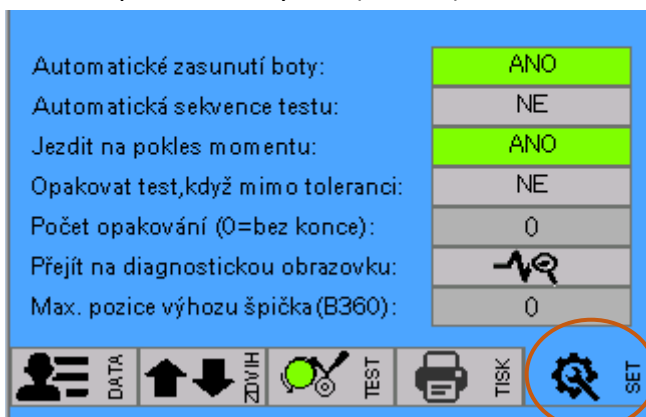 Automatické zasunutí boty: ANO
Automatická sekvence testu: NE
Jezdit na pokles momentu: ANO
Opakovat test,když mimo toleranci: NE
Počet opakování (0=bez konce): 0
Přejít na diagnostickou obrazovku:
Max. pozice výhozu špička(B360): 0
DATA ZDVIH TEST TISK SET